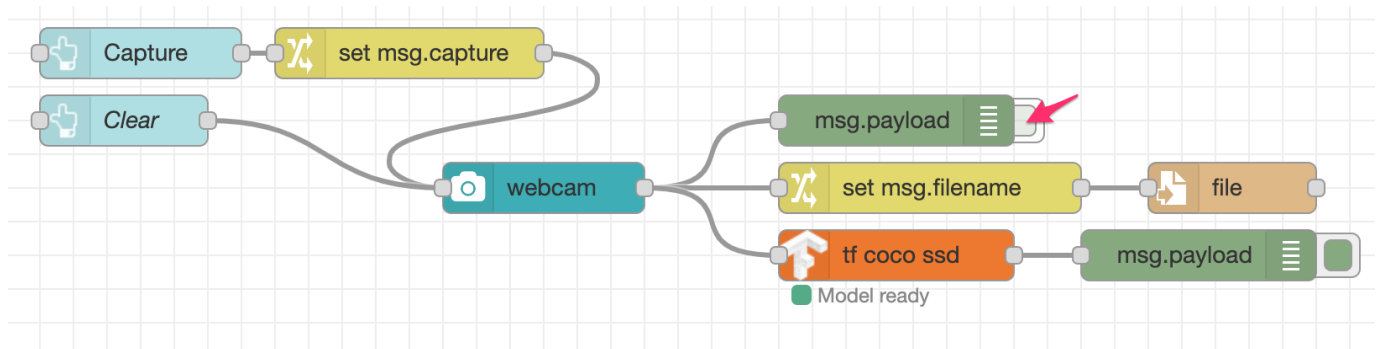 Capture
set msg.capture
Clear
msg.payload
webcam
set msg.filename
file
tf coco ssd
msg.payload
Model ready